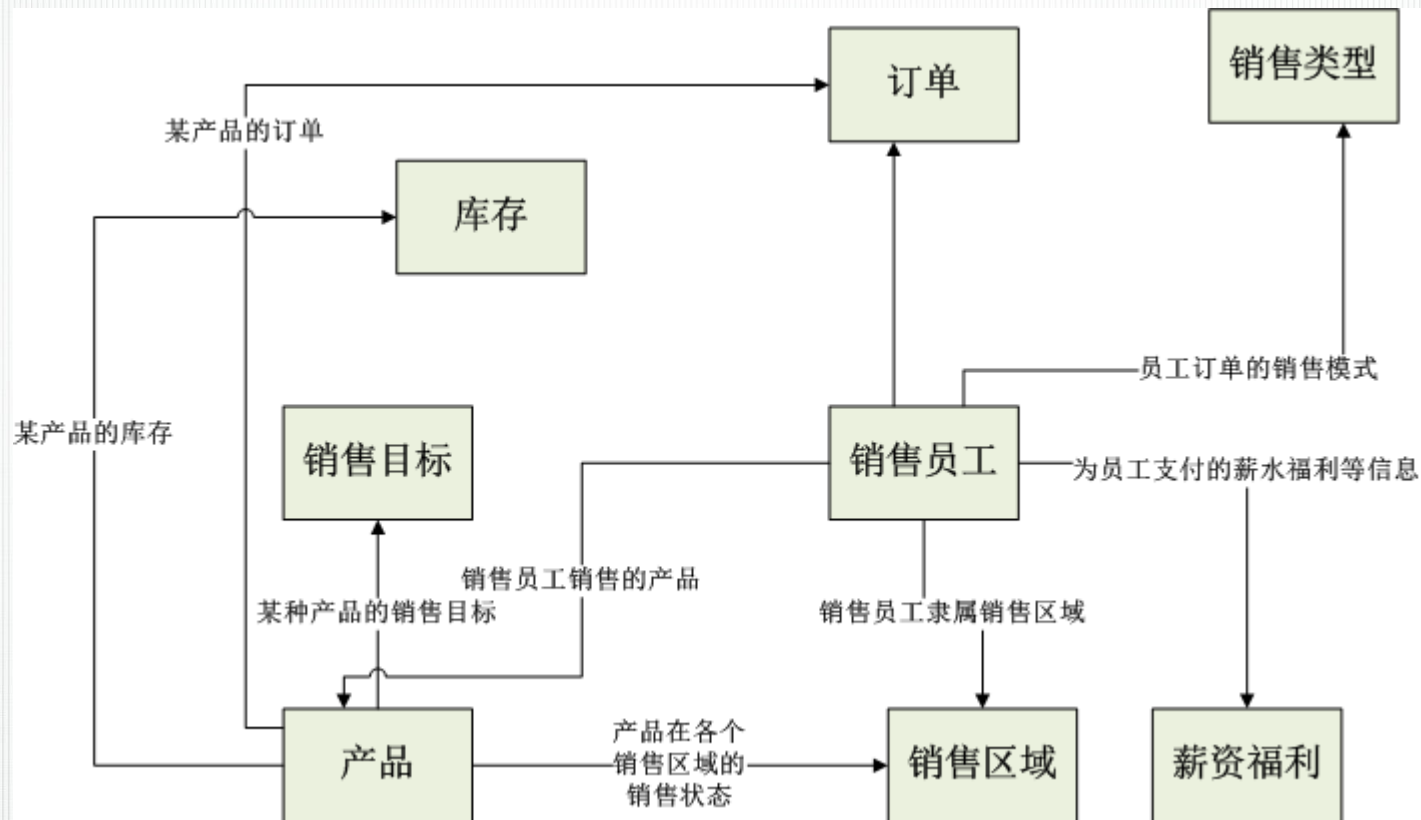 订单
销售类型
某产品的订单
库存
员工订单的销售模式
某产品的库存
销售目标
销售员工
为员工支付的薪水福利等信息
销售员工销售的产品
某种产品的销售目标
销售员工隶属销售区域
产品
产品在各个
销售区域的
销售状态
销售区域
薪资福利